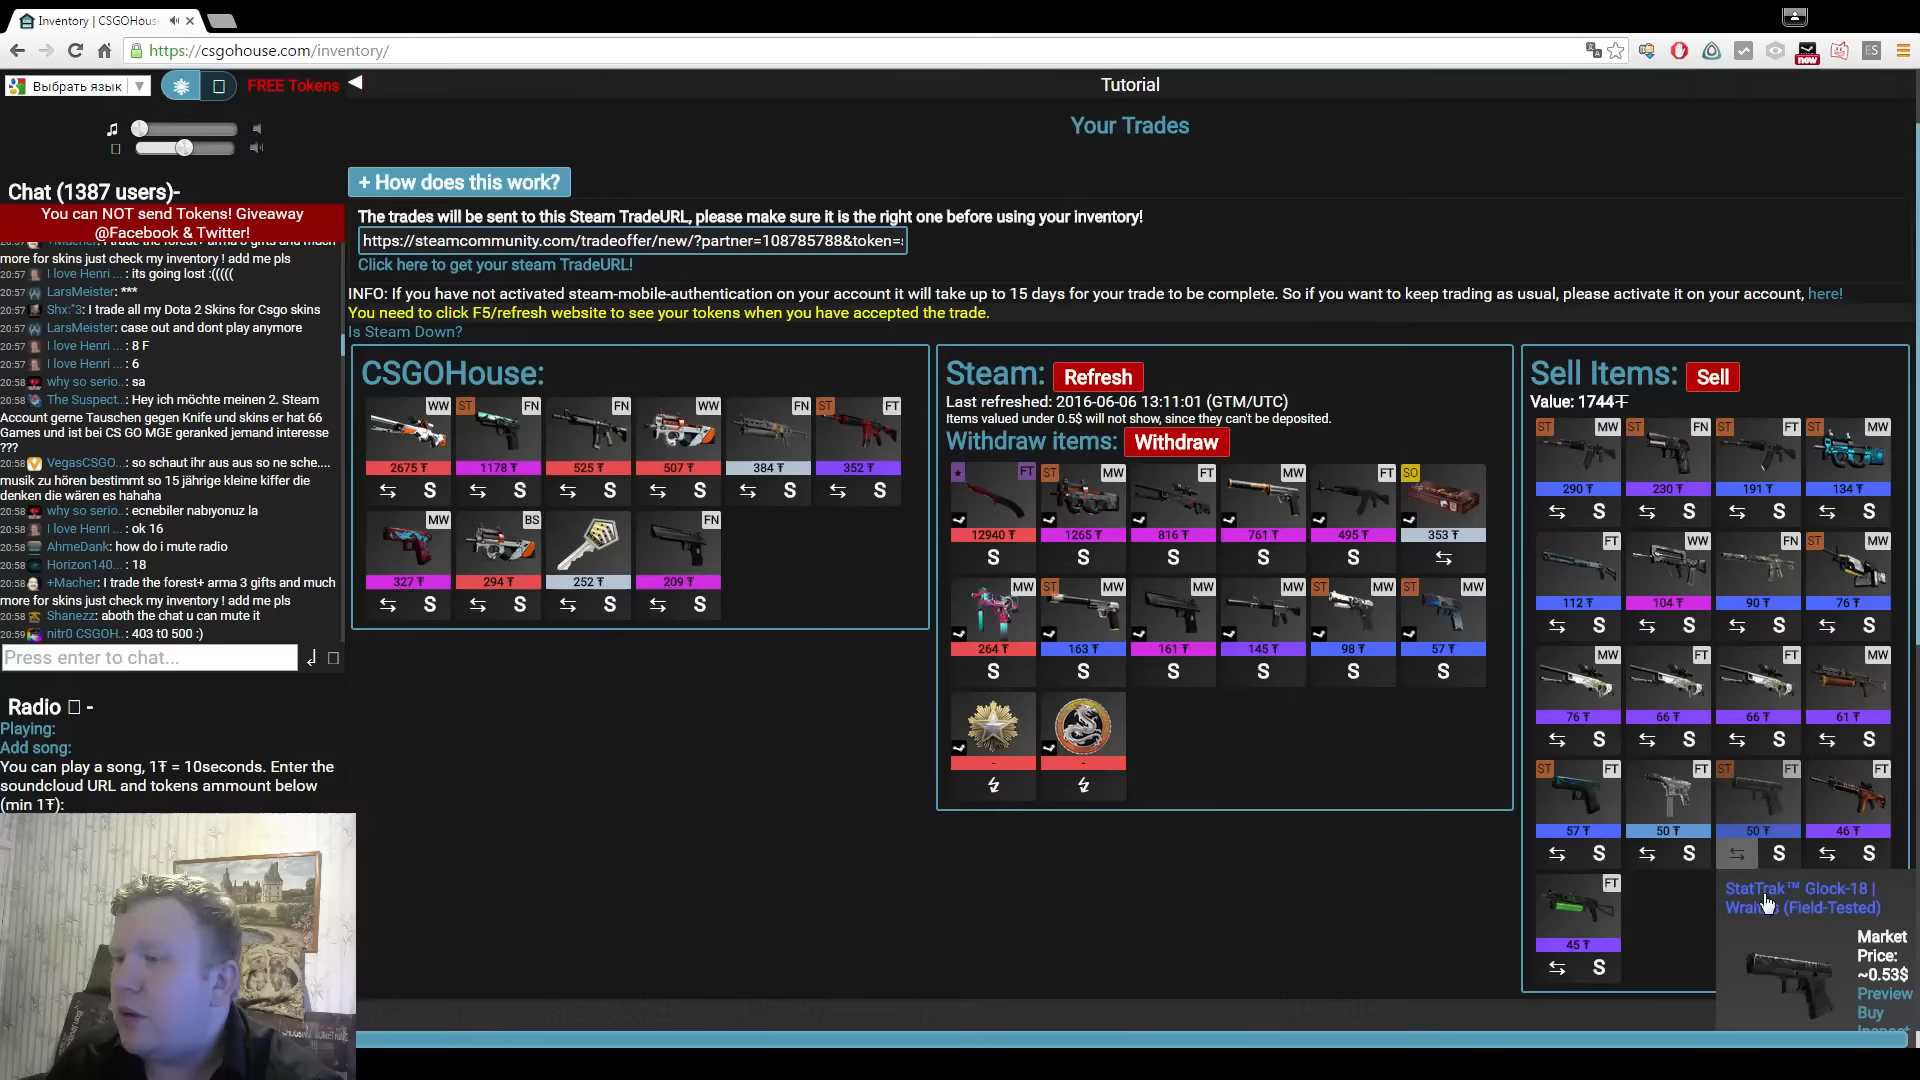 Inventory | CSGOHous
https://csgohouse.com/inventory/
new
ES
Выбрать язык
FREE Tokens
Tutorial
Your Trades
Chat (1387 users)-
You can NOT send Tokens! Giveaway
@Facebook & Twitter!
more for skins just check my inventory ! add me pls
20:57 I love Henri ... : its going lost :(((((
20:57 LarsMeister: ***
20:57 Shx:"3: I trade all my Dota 2 Skins for Csgo skins
20:57 LarsMeister: case out and dont play anymore
20:57 I love Henri ... : 8 F
20:57 I love Henri ... : 6
20:58 why so serio..: sa
20:58 The Suspect...: Hey ich möchte meinen 2. Steam
Account gerne Tauschen gegen Knife und skins er hat 66
Games und ist bei CS GO MGE geranked jemand interesse
???
20:58 VegasCSGO...: so schaut ihr aus aus so ne sche....
musik zu hören bestimmt so 15 jährige kleine kiffer die
denken die wären es hahaha
20:58 why so serio..: ecnebiler nabıyonuz la
20:58 I love Henri ... : ok 16
20:58 AhmeDank: how do i mute radio
20:58 Horizon140...: 18
20:58 +Macher: I trade the forest+ arma 3 gifts and much
more for skins just check my inventory ! add me pls
20:58 Shanezz: aboth the chat u can mute it
20:59 nitr0 CSGOH..: 403 t0 500 :)
Press enter to chat...
Radio -
Playing:
Add song:
You can play a song, 1Ŧ = 10seconds. Enter the
soundcloud URL and tokens ammount below
(min 1Ŧ):
+ How does this work?
The trades will be sent to this Steam TradeURL, please make sure it is the right one before using your inventory!
https://steamcommunity.com/tradeoffer/new/?partner=108785788&token=
Click here to get your steam TradeURL!
INFO: If you have not activated steam-mobile-authentication on your account it will take up to 15 days for your trade to be complete. So if you want to keep trading as usual, please activate it on your account, here!
You need to click F5/refresh website to see your tokens when you have accepted the trade.
Is Steam Down?
CSGOHouse:
WW ST FN FN WW FN ST FT
2675 Ŧ 1178 Ŧ 525 Ŧ 507 Ŧ 384 Ŧ 352 Ŧ
S S S S S S
MW BS FN
327 Ŧ 294 Ŧ 252 Ŧ 209 Ŧ
S S S S
Steam: Refresh
Last refreshed: 2016-06-06 13:11:01 (GTM/UTC)
Items valued under 0.5$ will not show, since they can't be deposited.
Withdraw items: Withdraw
★ FT ST MW FT MW FT SO
12940 Ŧ 1265 Ŧ 816 Ŧ 761 Ŧ 495 Ŧ 353 Ŧ
S S S S S
MW ST MW MW MW ST MW ST MW
264 Ŧ 163 Ŧ 161 Ŧ 145 Ŧ 98 Ŧ 57 Ŧ
S S S S S S
- -
Sell Items: Sell
Value: 1744Ŧ
ST MW ST FN ST FT ST MW
290 Ŧ 230 Ŧ 191 Ŧ 134 Ŧ
S S S S
FT WW FN ST MW
112 Ŧ 104 Ŧ 90 Ŧ 76 Ŧ
S S S S
MW FT FT MW
76 Ŧ 66 Ŧ 66 Ŧ 61 Ŧ
S S S S
ST FT FT ST FT FT
57 Ŧ 50 Ŧ 50 Ŧ 46 Ŧ
S S S S
FT
45 Ŧ
S
StatTrak™ Glock-18 |
(Field-Tested)
Market
Price:
~0.53$
Preview
Buy